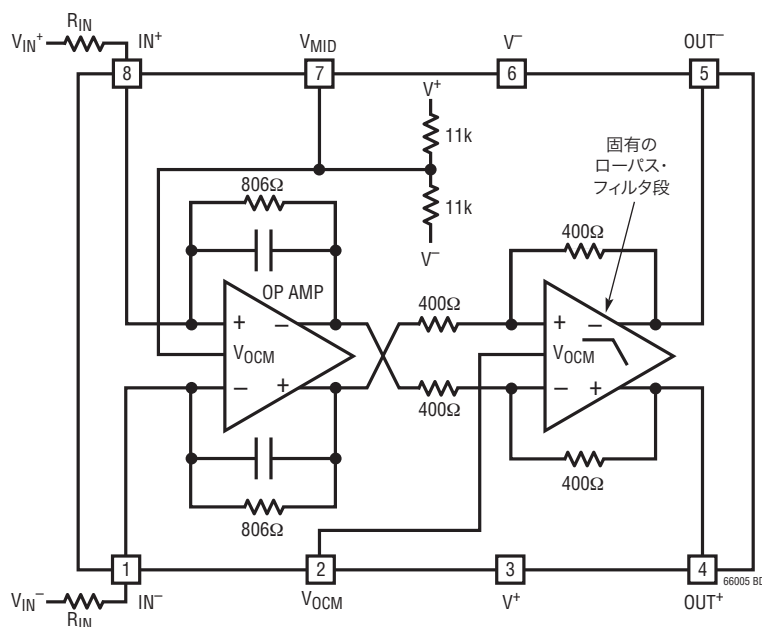 RIN
VIN+
IN+
VMID
V−
OUT−
8
7
6
5
V+
11k
11k
V−
固有の
ローパス・
フィルタ段
806Ω
400Ω
OP AMP
400Ω
+
−
VOCM
−
+
+
−
VOCM
−
+
400Ω
400Ω
806Ω
1
2
3
4
66005 BD
VIN−
RIN
IN−
VOCM
V+
OUT+